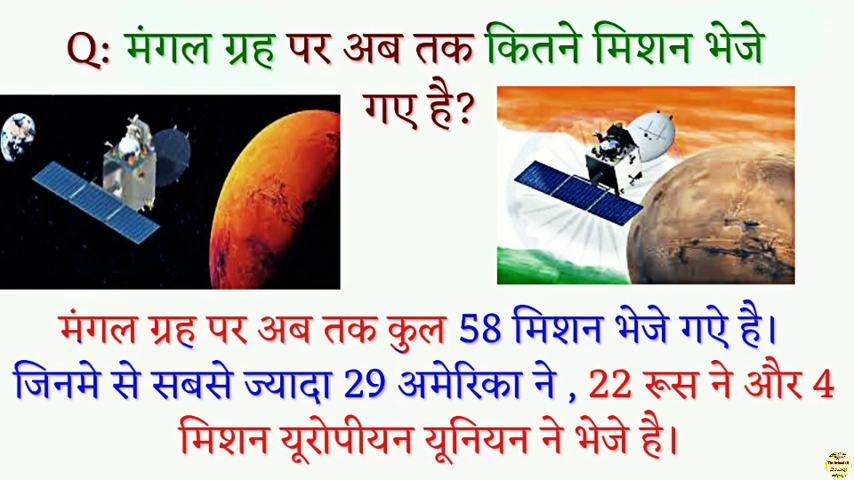 Q: मंगल ग्रह पर अब तक कितने मिशन भेजे
गए है?
मंगल ग्रह पर अब तक कुल 58 मिशन भेजे गऐ है।
जिनमे से सबसे ज्यादा 29 अमेरिका ने , 22 रूस ने और 4
मिशन यूरोपीयन यूनियन ने भेजे है।